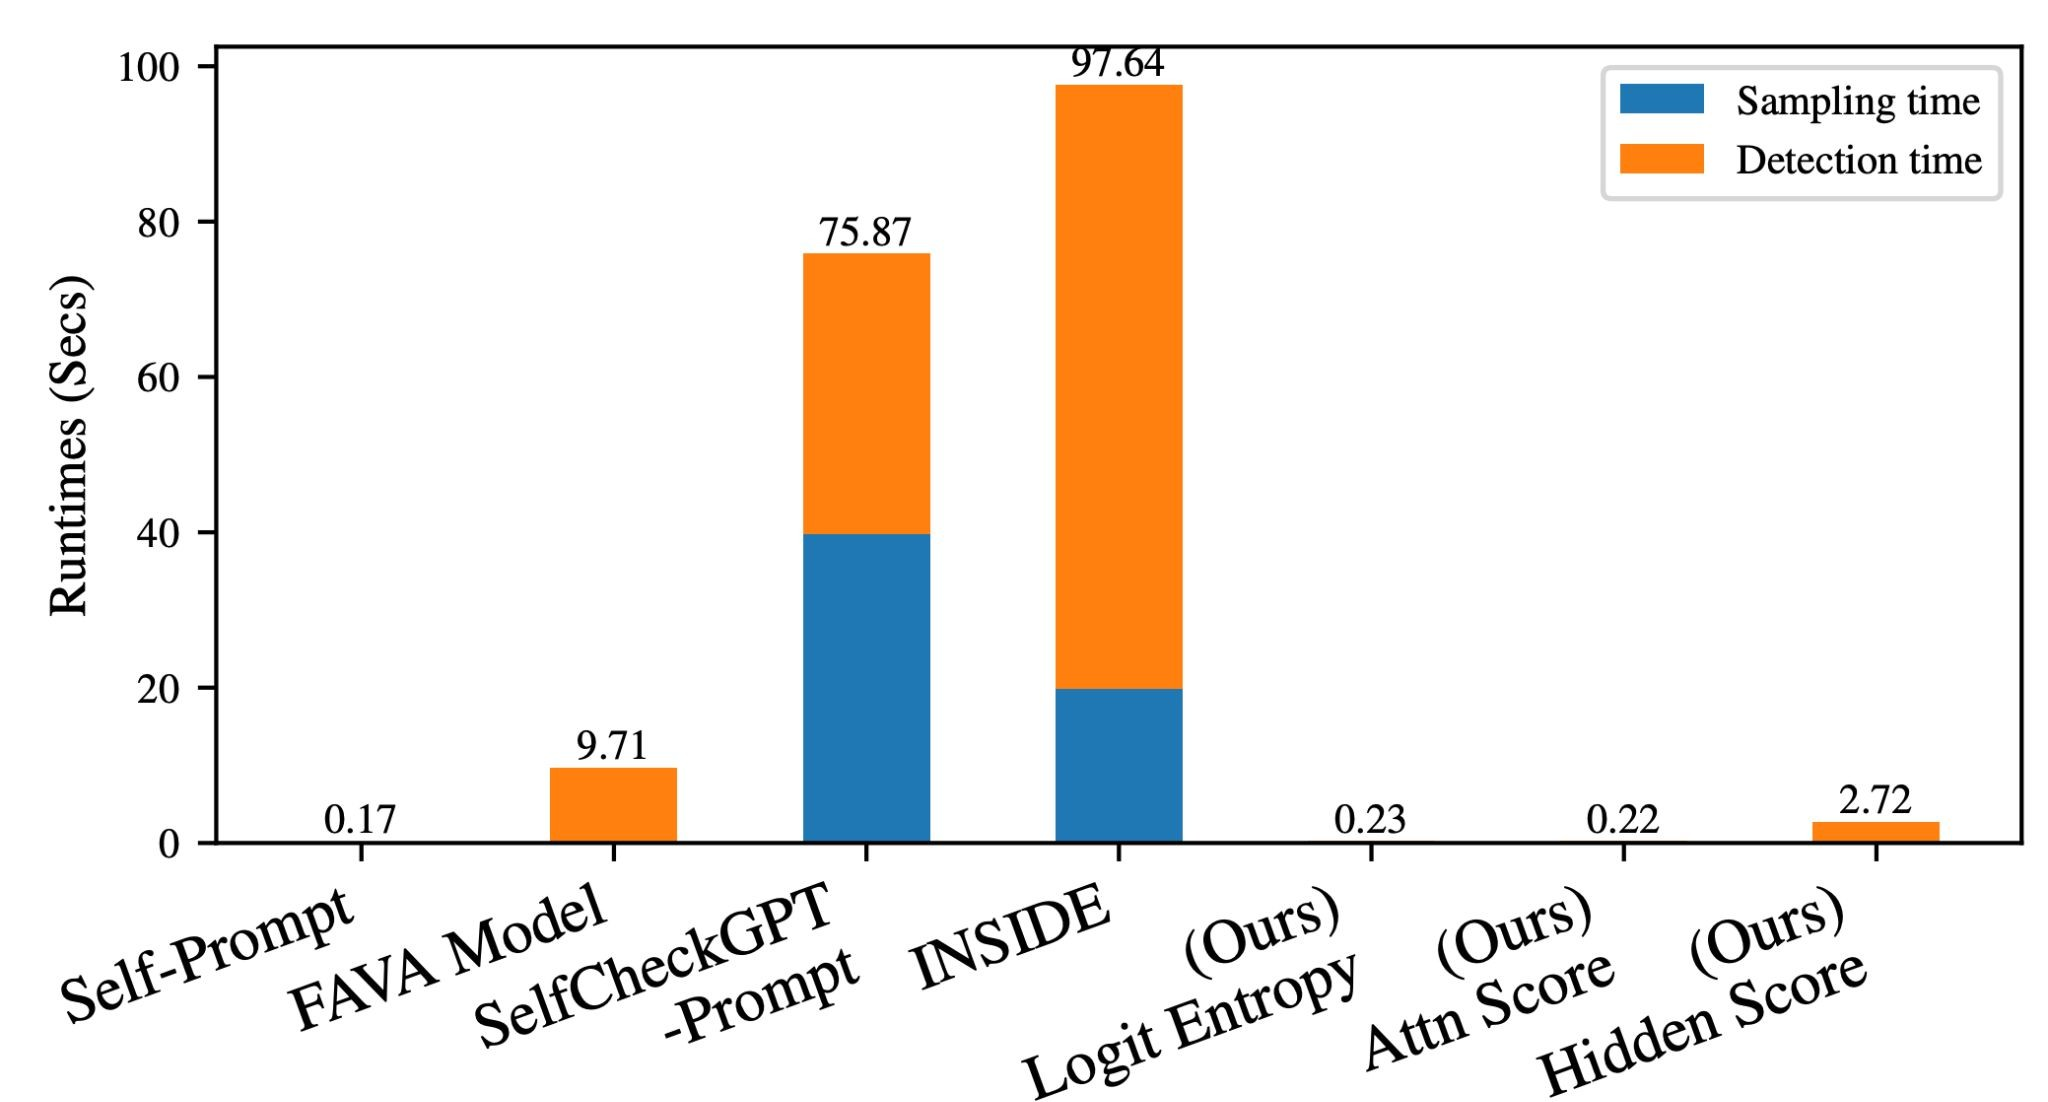 97.64
100
Sampling time
Detection time
80
75.87
60
Runtimes (Secs)
40
20
9.71
0.17
0.23
0.22
2.72
0
Self-Prompt
FAVA Model
SelfCheckGPT
-Prompt
INSIDE
(Ours)
Logit Entropy
(Ours)
Attn Score
(Ours)
Hidden Score